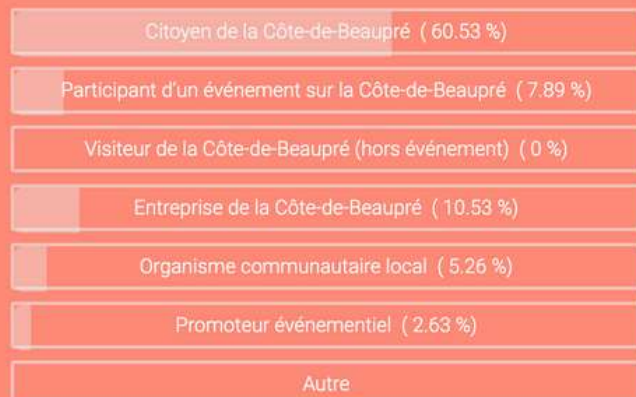 Citoyen de la Côte-de-Beaupré ( 60.53 %)
Participant d'un événement sur la Côte-de-Beaupré ( 7.89 %)
Visiteur de la Côte-de-Beaupré (hors événement) ( 0 %)
Entreprise de la Côte-de-Beaupré ( 10.53 %)
Organisme communautaire local ( 5.26 %)
Promoteur événementiel ( 2.63 %)
Autre